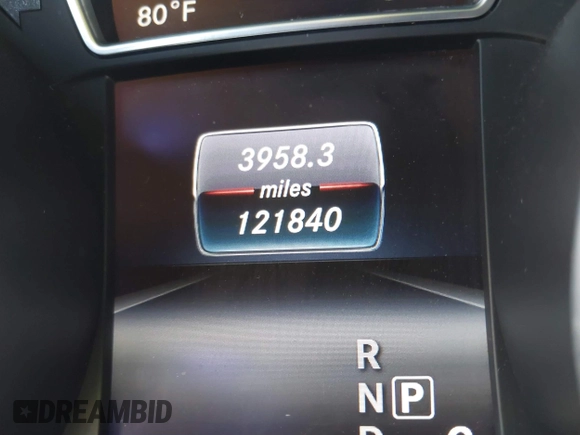 80°F
3958.3
miles
121840
R
N P
D
DREAMBID